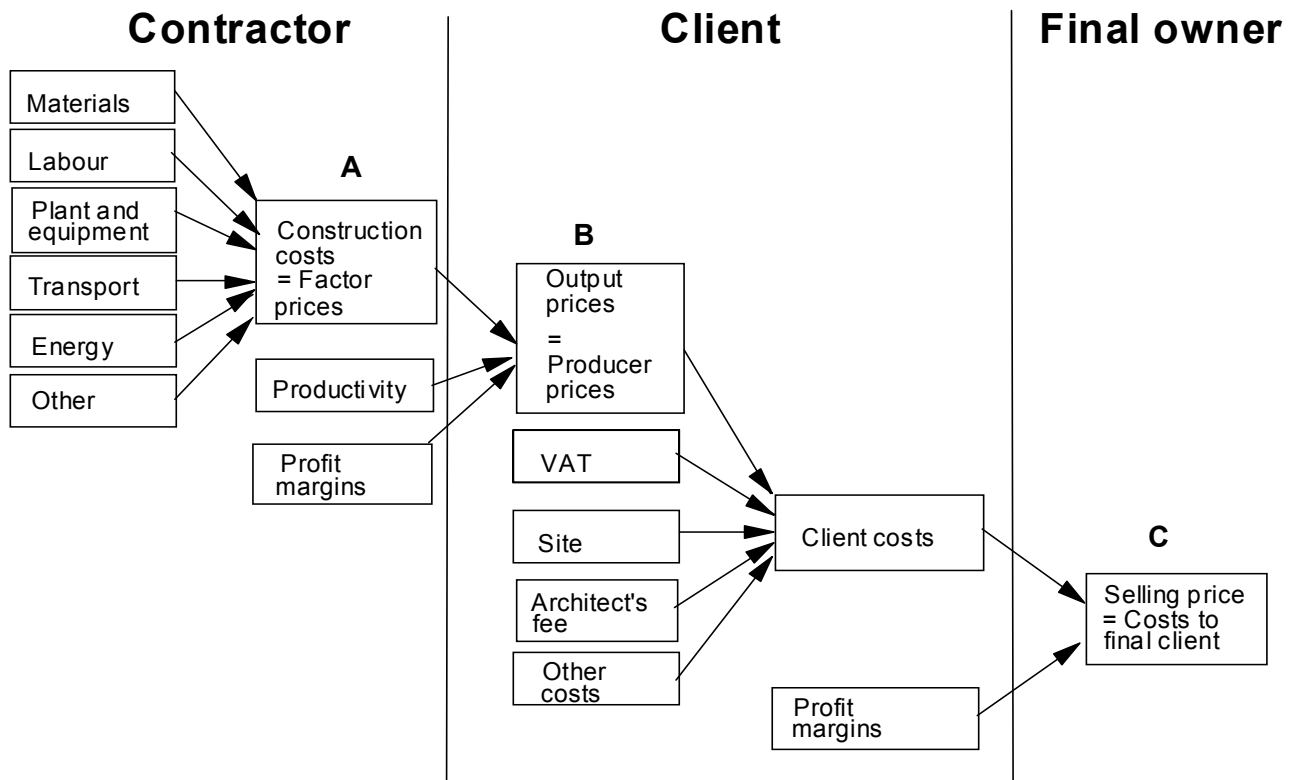 Contractor
Client
Final owner
Materials
Labour
Plant and
equipment
Transport
Energy
Other
A
Construction
costs
= Factor
prices
Productivity
Profit
margins
B
Output
prices
=
Producer
prices
VAT
Site
Architect's
fee
Other
costs
Client costs
Profit
margins
C
Selling price
= Costs to
final client